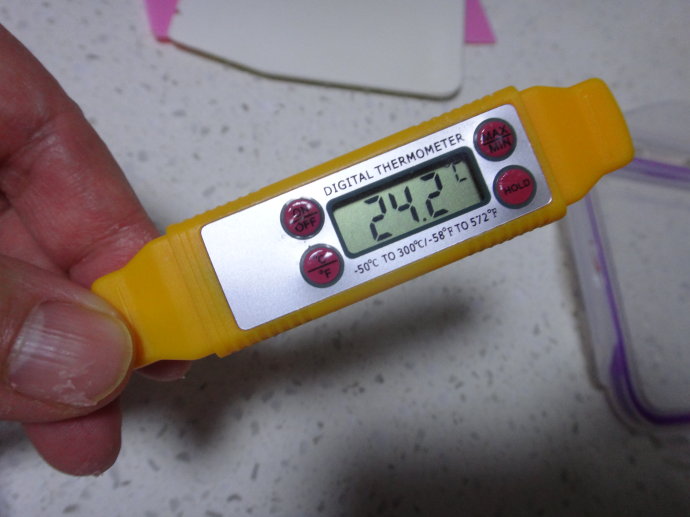 DIGITAL THERMOMETER
MAX
MIN
ON
OFF
24.2 °C
HOLD
°C
°F
-50°C TO 300°C/-58°F TO 572°F